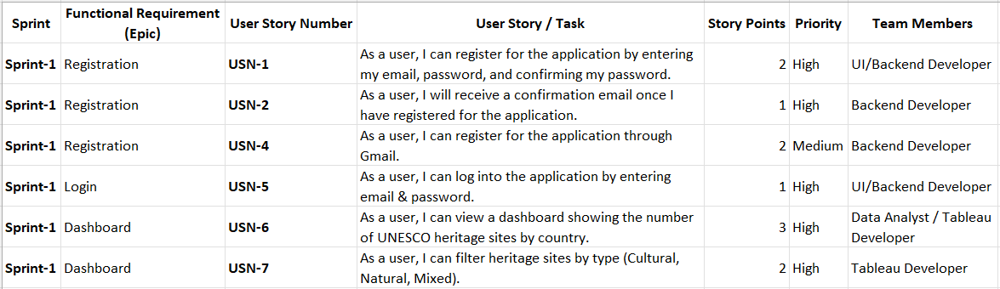 Sprint | Functional Requirement (Epic) | User Story Number | User Story / Task | Story Points | Priority | Team Members
Sprint-1 | Registration | USN-1 | As a user, I can register for the application by entering my email, password, and confirming my password. | 2 | High | UI/Backend Developer
Sprint-1 | Registration | USN-2 | As a user, I will receive a confirmation email once I have registered for the application. | 1 | High | Backend Developer
Sprint-1 | Registration | USN-4 | As a user, I can register for the application through Gmail. | 2 | Medium | Backend Developer
Sprint-1 | Login | USN-5 | As a user, I can log into the application by entering email & password. | 1 | High | UI/Backend Developer
Sprint-1 | Dashboard | USN-6 | As a user, I can view a dashboard showing the number of UNESCO heritage sites by country. | 3 | High | Data Analyst / Tableau Developer
Sprint-1 | Dashboard | USN-7 | As a user, I can filter heritage sites by type (Cultural, Natural, Mixed). | 2 | High | Tableau Developer